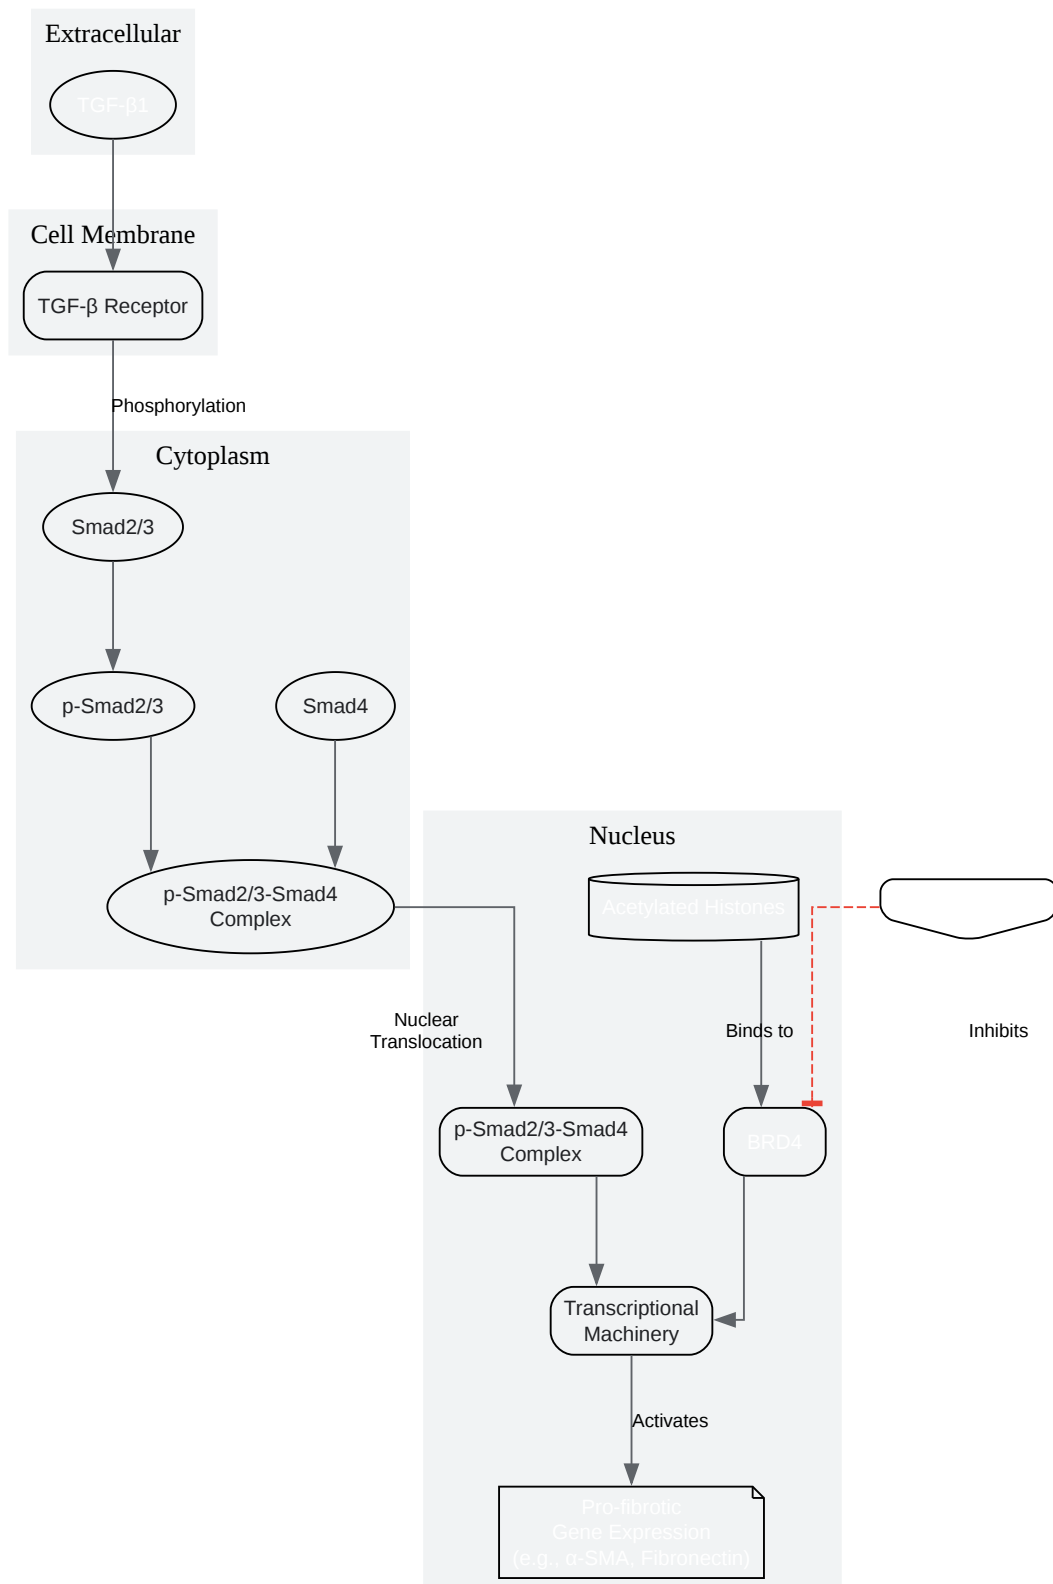 Extracellular
TGF-β1
Cell Membrane
TGF-β Receptor
Phosphorylation
Cytoplasm
Smad2/3
p-Smad2/3
Smad4
p-Smad2/3-Smad4
Complex
Nucleus
Acetylated Histones
Nuclear
Translocation
Binds to
Inhibits
p-Smad2/3-Smad4
Complex
BRD4
Transcriptional
Machinery
Activates
Pro-fibrotic
Gene Expression
(e.g., α-SMA, Fibronectin)